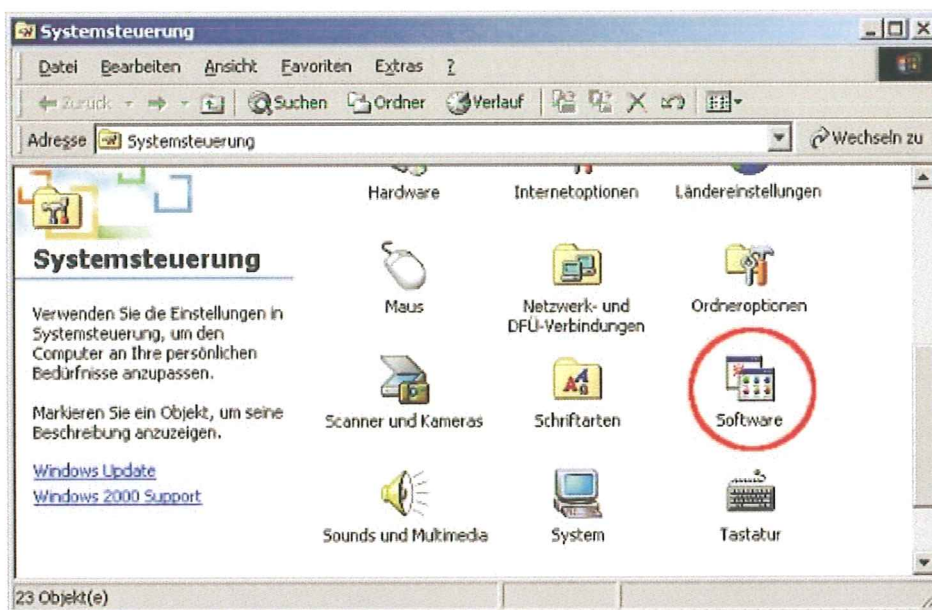 Systemsteuerung
Datei Bearbeiten Ansicht Favoriten Extras ?
Zurück Suchen Ordner Verlauf
Adresse Systemsteuerung Wechseln zu
Hardware Internetoptionen Ländereinstellungen
Systemsteuerung
Verwenden Sie die Einstellungen in
Systemsteuerung, um den
Computer an Ihre persönlichen
Bedürfnisse anzupassen.
Markieren Sie ein Objekt, um seine
Beschreibung anzuzeigen.
Windows Update
Windows 2000 Support
Maus
Netzwerk- und
DFÜ-Verbindungen
Ordneroptionen
Scanner und Kameras Schriftarten Software
Sounds und Multimedia System Tastatur
23 Objekt(e)